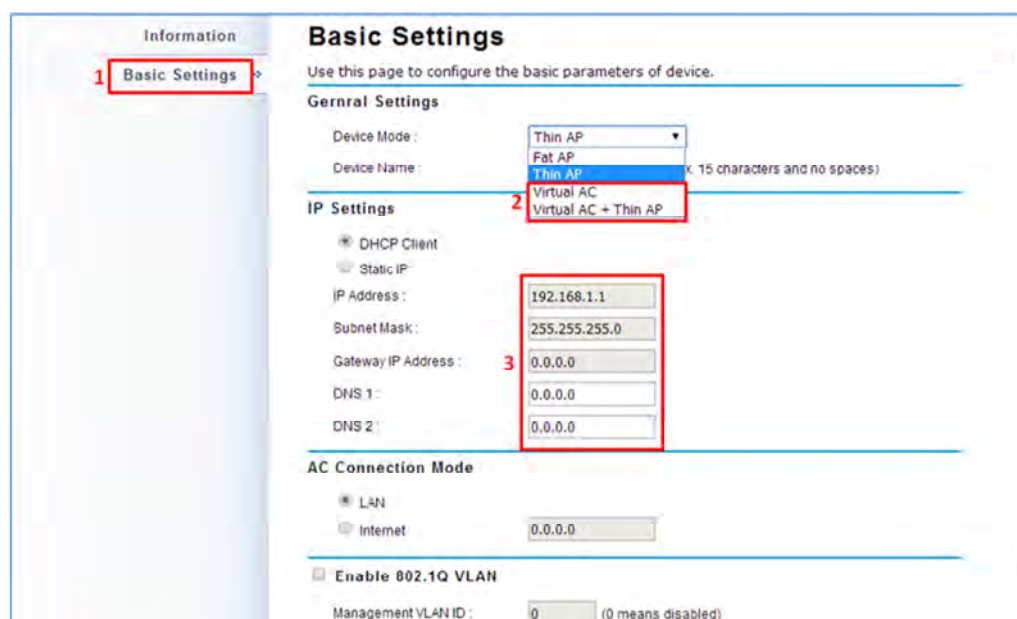 Information
Basic Settings
1 Basic Settings
Use this page to configure the basic parameters of device.
Gernral Settings
Device Mode : Thin AP
Fat AP
Device Name : Thin AP x. 15 characters and no spaces)
Virtual AC
2 Virtual AC + Thin AP
IP Settings
DHCP Client
Static IP
IP Address : 192.168.1.1
Subnet Mask : 255.255.255.0
Gateway IP Address : 3 0.0.0.0
DNS 1 : 0.0.0.0
DNS 2 : 0.0.0.0
AC Connection Mode
LAN
Internet 0.0.0.0
Enable 802.1Q VLAN
Management VLAN ID : 0 (0 means disabled)